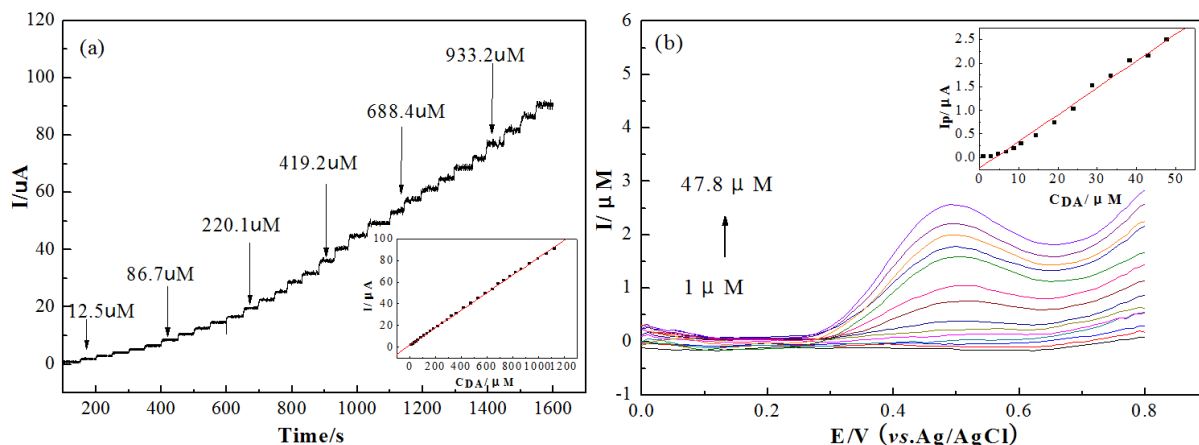 (a)
120
100
80
60
40
20
0
I/uA
12.5uM
86.7uM
220.1uM
419.2uM
688.4uM
933.2uM
200 400 600 800 1000 1200 1400 1600
Time/s
100
80
60
40
20
0
I/μA
0 200 400 600 800 1000 1200
CDA/μM
(b)
6
5
4
3
2
1
0
-1
I/μM
47.8 μM
1 μM
0.0 0.2 0.4 0.6 0.8
E/V (vs.Ag/AgCl)
2.5
2.0
1.5
1.0
0.5
0.0
Ip/μA
0 10 20 30 40 50
CDA/μM